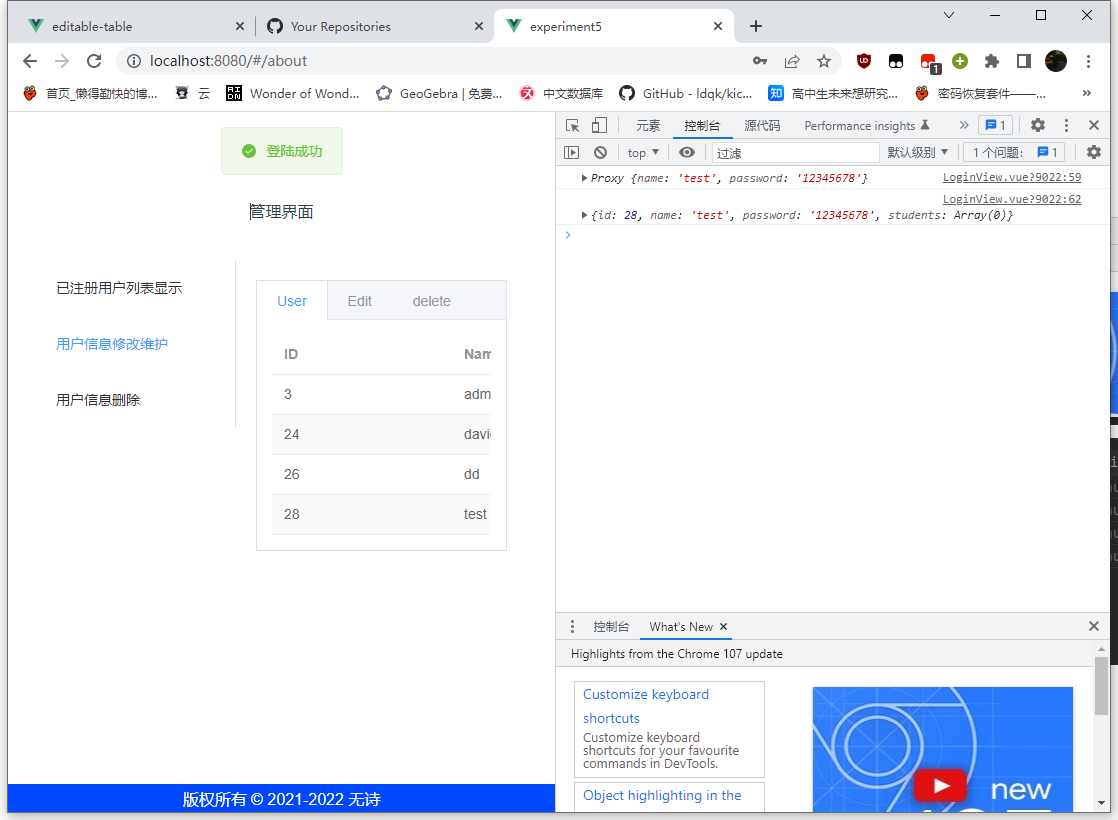 editable-table
Your Repositories
experiment5
localhost:8080/#/about
1
首页_懒得勤快的博...
云
Wonder of Wond...
GeoGebra | 免费...
中文数据库
GitHub - ldqk/kic...
知 高中生未来想研究...
密码恢复套件——...
»
登陆成功
管理界面
已注册用户列表显示
用户信息修改维护
用户信息删除
User Edit delete
ID Nam
3 adm
24 davi
26 dd
28 test
版权所有 © 2021-2022 无诗
元素 控制台 源代码 Performance insights » 1
top ▼ 过滤 默认级别 ▼ 1 个问题: 1
Proxy {name: 'test', password: '12345678'} LoginView.vue?9022:59
LoginView.vue?9022:62
{id: 28, name: 'test', password: '12345678', students: Array(0)}
控制台 What's New
Highlights from the Chrome 107 update
Customize keyboard
shortcuts
Customize keyboard
shortcuts for your favourite
commands in DevTools.
Object highlighting in the
new